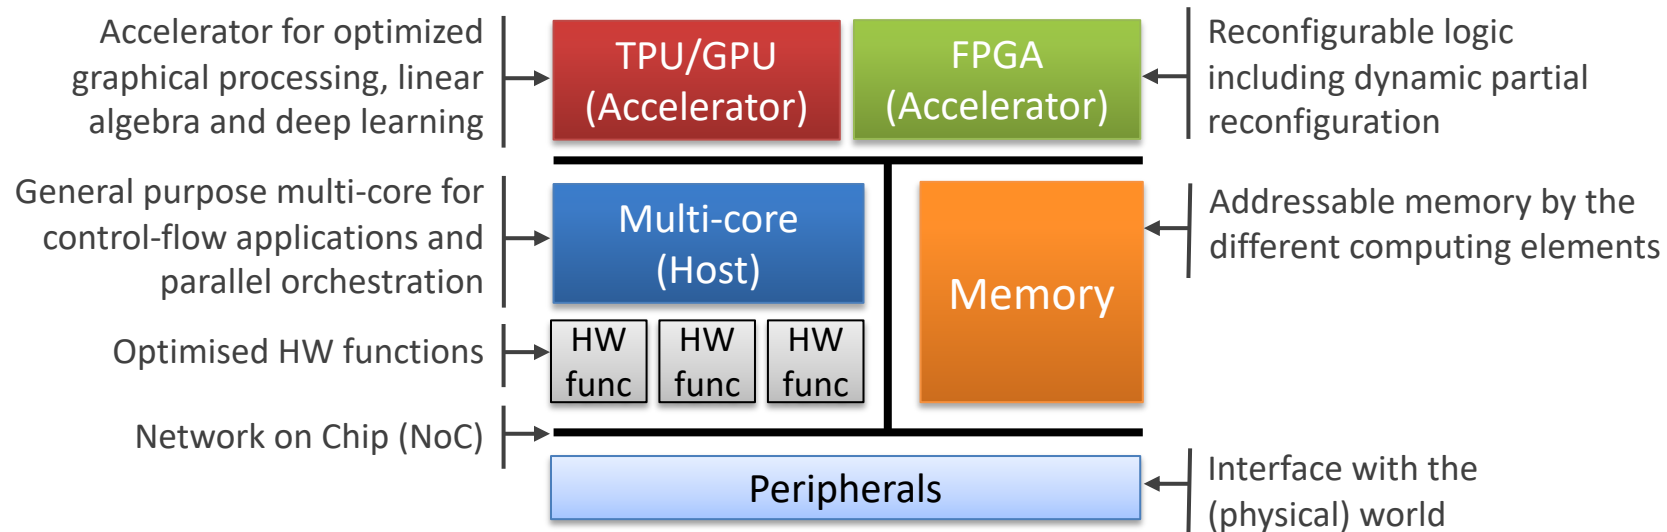 Accelerator for optimized
graphical processing, linear
algebra and deep learning
TPU/GPU
(Accelerator)
FPGA
(Accelerator)
Reconfigurable logic
including dynamic partial
reconfiguration
General purpose multi-core for
control-flow applications and
parallel orchestration
Multi-core
(Host)
Memory
Addressable memory by the
different computing elements
Optimised HW functions
HW
func
HW
func
HW
func
Network on Chip (NoC)
Peripherals
Interface with the
(physical) world